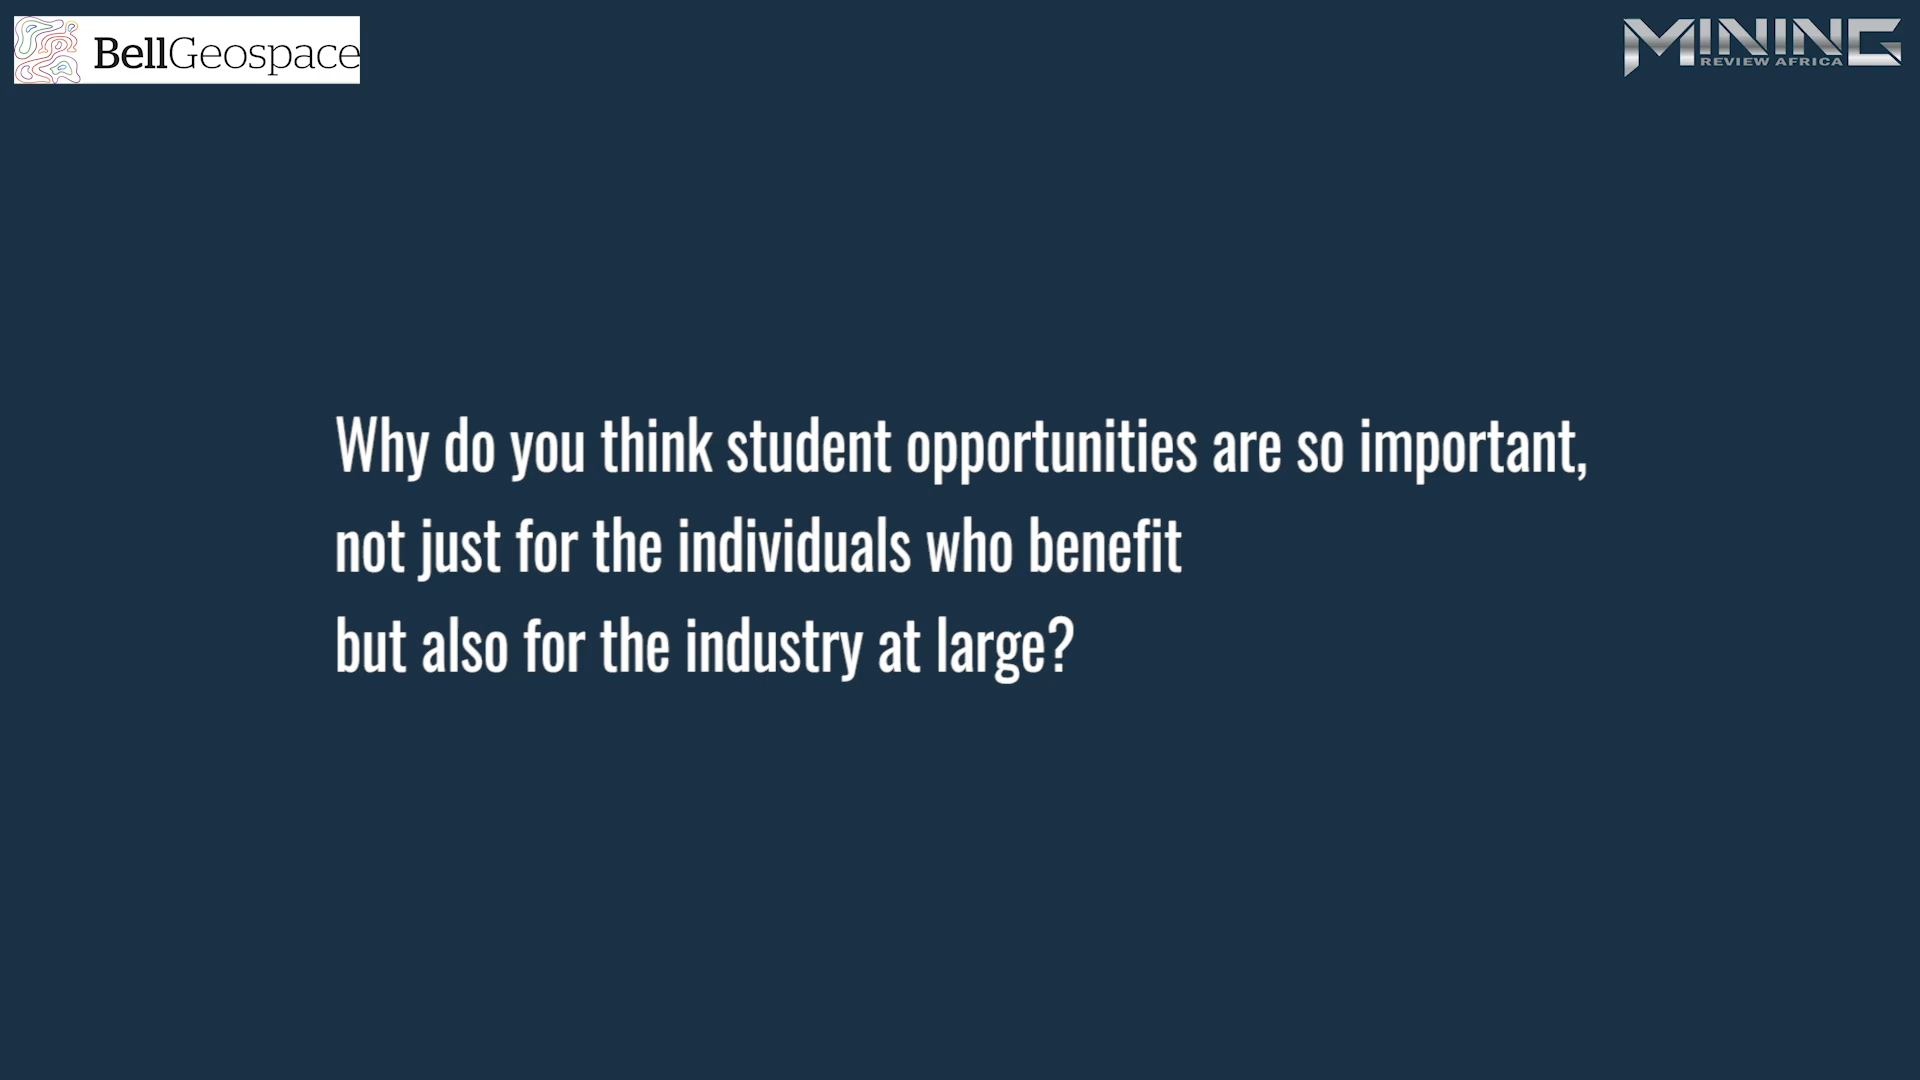 BellGeospace
MINING
REVIEW AFRICA
Why do you think student opportunities are so important,
not just for the individuals who benefit
but also for the industry at large?